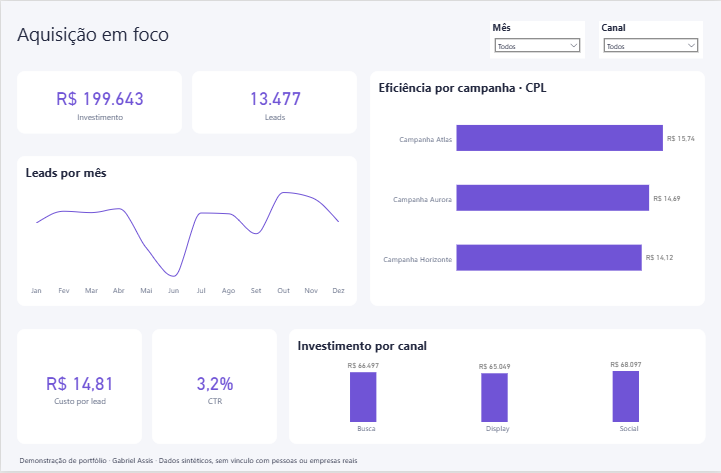 Aquisição em foco
Mês
Todos
Canal
Todos
R$ 199.643
Investimento
13.477
Leads
Eficiência por campanha · CPL
Campanha Atlas
R$ 15,74
Campanha Aurora
R$ 14,69
Campanha Horizonte
R$ 14,12
Leads por mês
Jan Fev Mar Abr Mai Jun Jul Ago Set Out Nov Dez
R$ 14,81
Custo por lead
3,2%
CTR
Investimento por canal
R$ 66.497 R$ 65.049 R$ 68.097
Busca Display Social
Demonstração de portfólio · Gabriel Assis · Dados sintéticos, sem vínculo com pessoas ou empresas reais